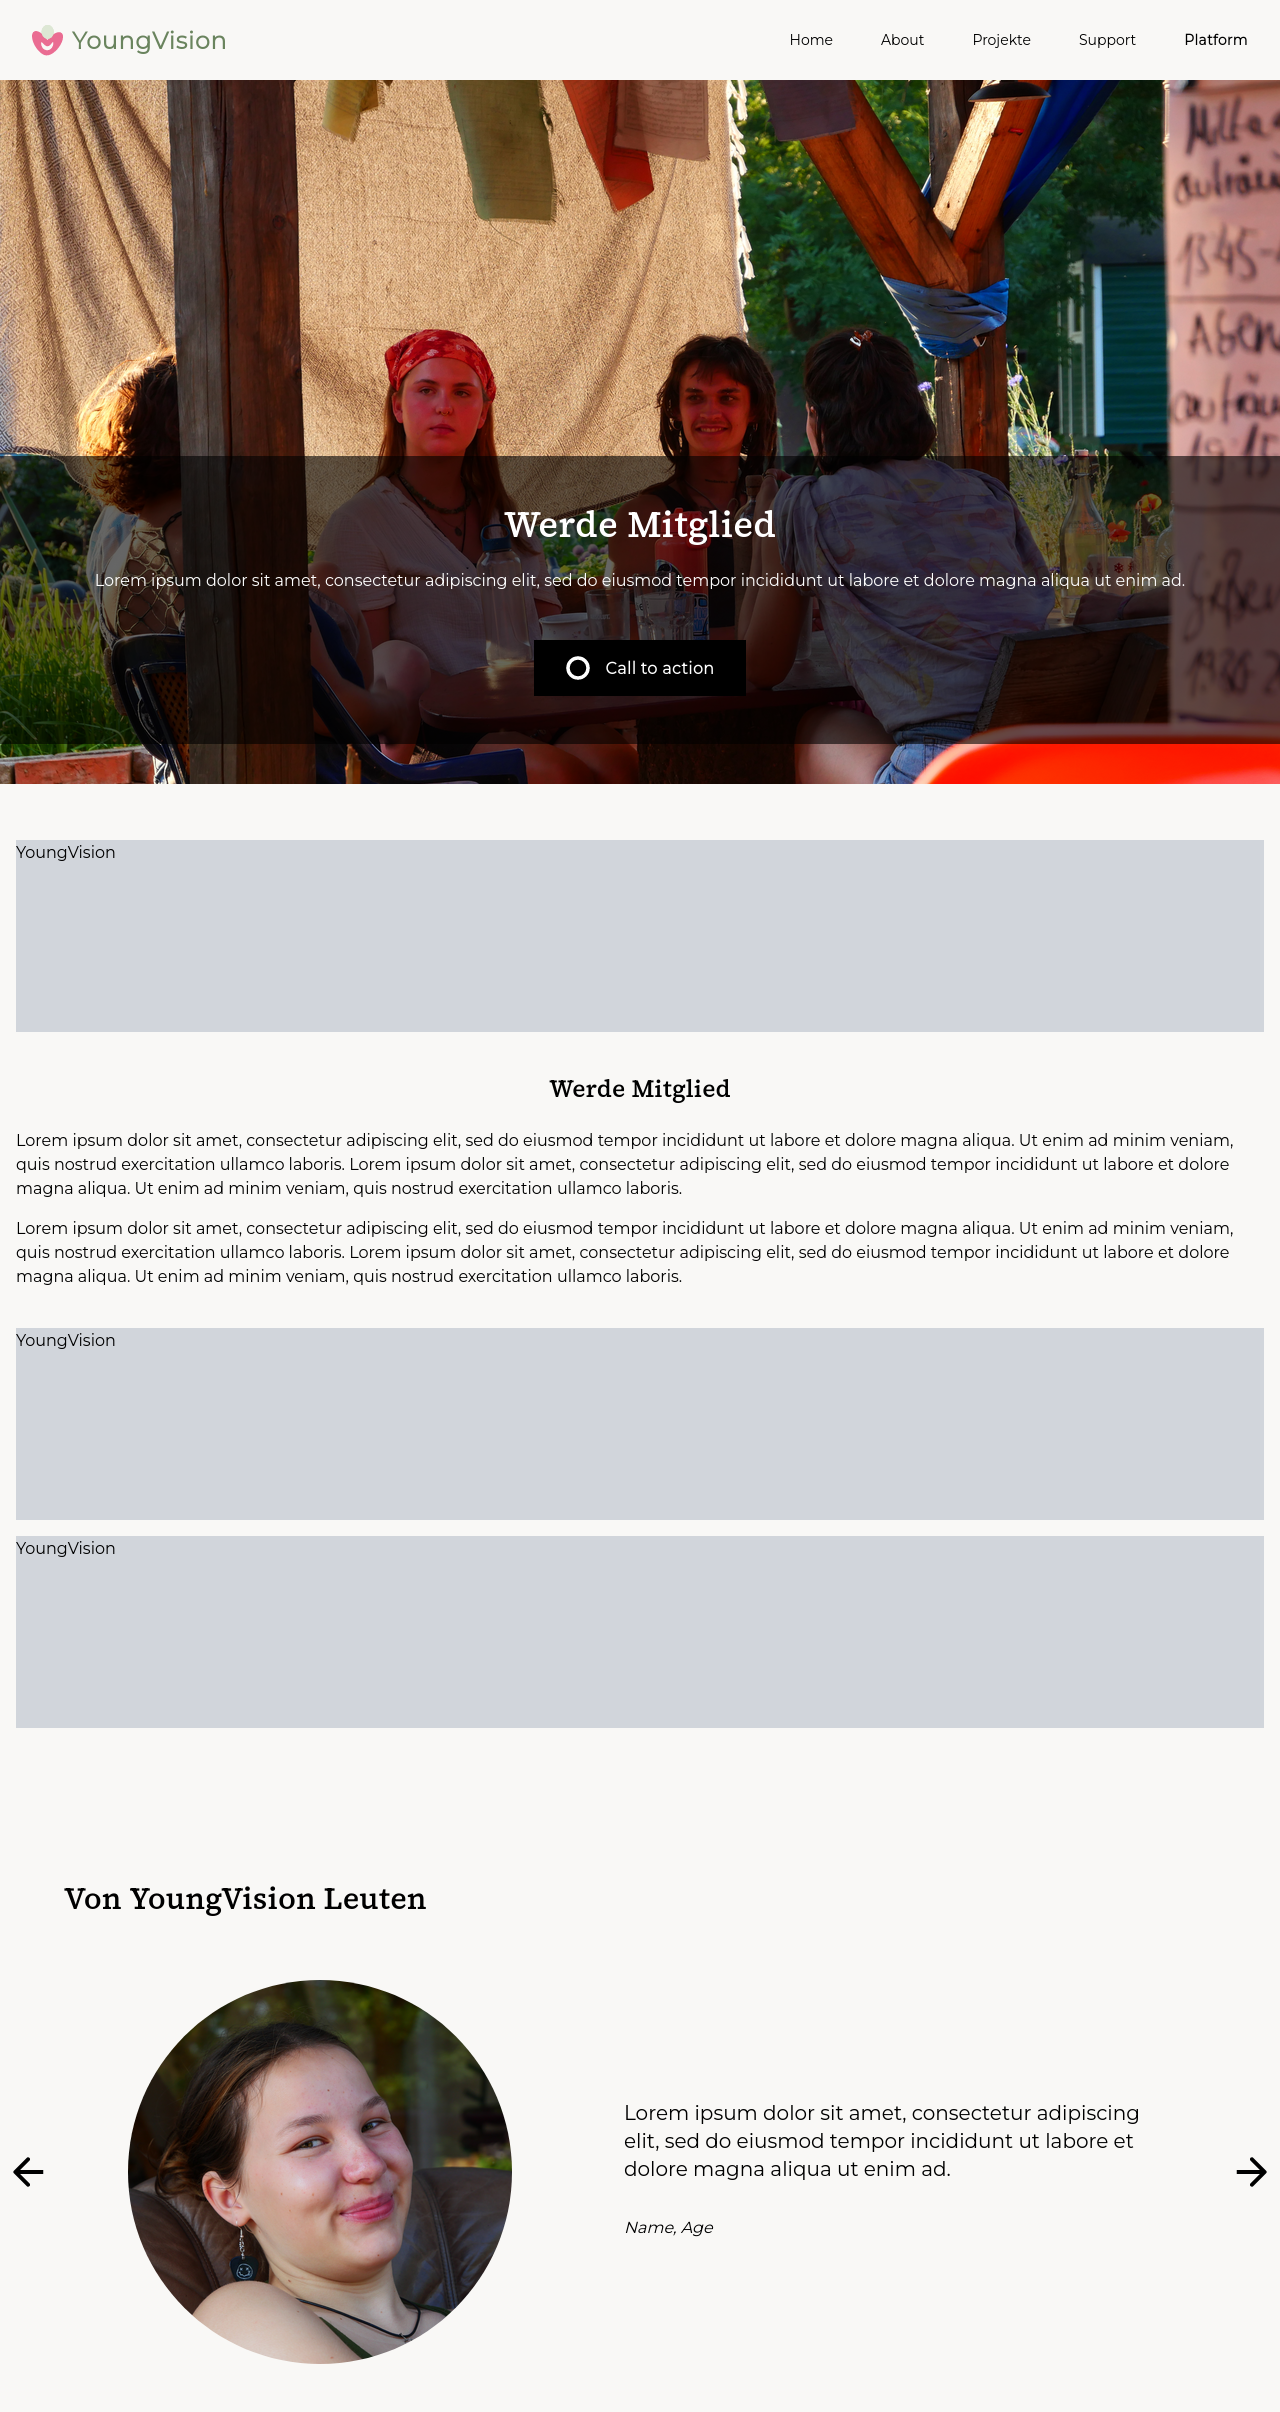 YoungVision
Home About Projekte Support Platform
Werde Mitglied
Lorem ipsum dolor sit amet, consectetur adipiscing elit, sed do eiusmod tempor incididunt ut labore et dolore magna aliqua ut enim ad.
Call to action
YoungVision
Werde Mitglied
Lorem ipsum dolor sit amet, consectetur adipiscing elit, sed do eiusmod tempor incididunt ut labore et dolore magna aliqua. Ut enim ad minim veniam,
quis nostrud exercitation ullamco laboris. Lorem ipsum dolor sit amet, consectetur adipiscing elit, sed do eiusmod tempor incididunt ut labore et dolore
magna aliqua. Ut enim ad minim veniam, quis nostrud exercitation ullamco laboris.
Lorem ipsum dolor sit amet, consectetur adipiscing elit, sed do eiusmod tempor incididunt ut labore et dolore magna aliqua. Ut enim ad minim veniam,
quis nostrud exercitation ullamco laboris. Lorem ipsum dolor sit amet, consectetur adipiscing elit, sed do eiusmod tempor incididunt ut labore et dolore
magna aliqua. Ut enim ad minim veniam, quis nostrud exercitation ullamco laboris.
YoungVision
YoungVision
Von YoungVision Leuten
Lorem ipsum dolor sit amet, consectetur adipiscing
elit, sed do eiusmod tempor incididunt ut labore et
dolore magna aliqua ut enim ad.
Name, Age